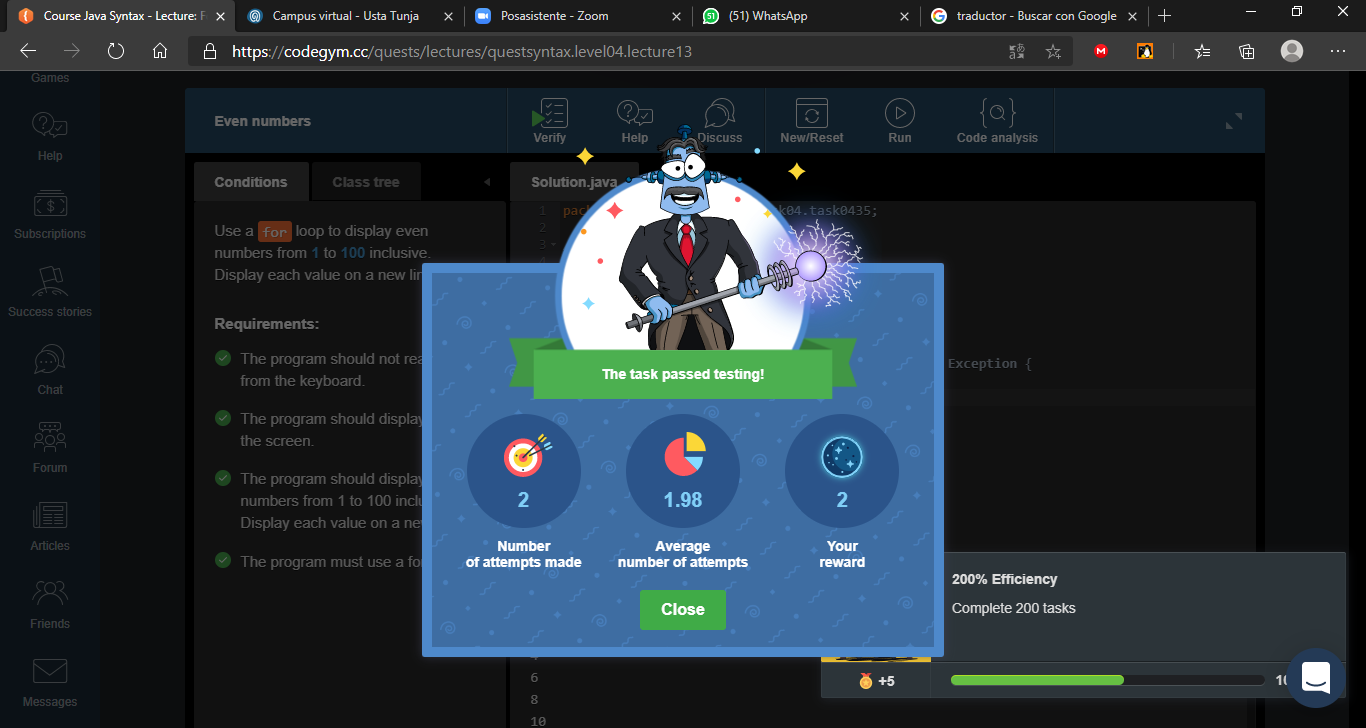 Course Java Syntax - Lecture: F
Campus virtual - Usta Tunja
Posasistente - Zoom
(51) WhatsApp
traductor - Buscar con Google
https://codegym.cc/quests/lectures/questsyntax.level04.lecture13
Games
Help
Subscriptions
Success stories
Chat
Forum
Articles
Friends
Messages
Even numbers
Verify
Help
Discuss
New/Reset
Run
Code analysis
Conditions
Class tree
Solution.java
Use a for loop to display even
numbers from 1 to 100 inclusive.
Display each value on a new lin
Requirements:
The program should not rea
from the keyboard.
The program should display
the screen.
The program should display
numbers from 1 to 100 inclu
Display each value on a ne
The program must use a fo
1 pac k04.task0435;
2
3
Exception {
The task passed testing!
2
1.98
2
Number
of attempts made
Average
number of attempts
Your
reward
Close
200% Efficiency
Complete 200 tasks
+5
6
8
10